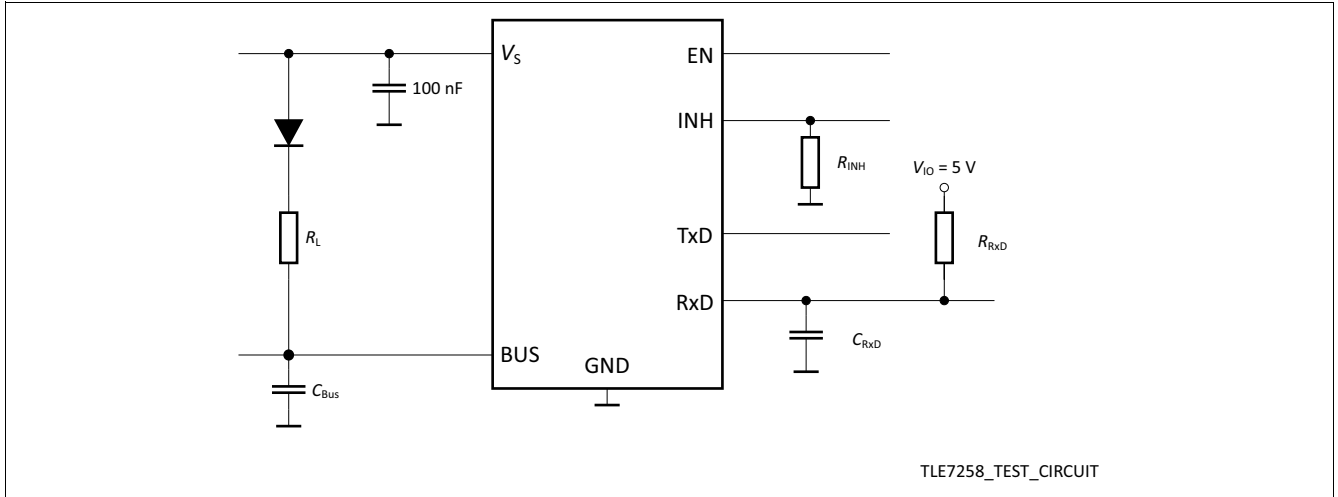 VS
EN
100 nF
INH
RINH
VIO = 5 V
RL
TxD
RRxD
RxD
CRxD
BUS
GND
CBus
TLE7258_TEST_CIRCUIT